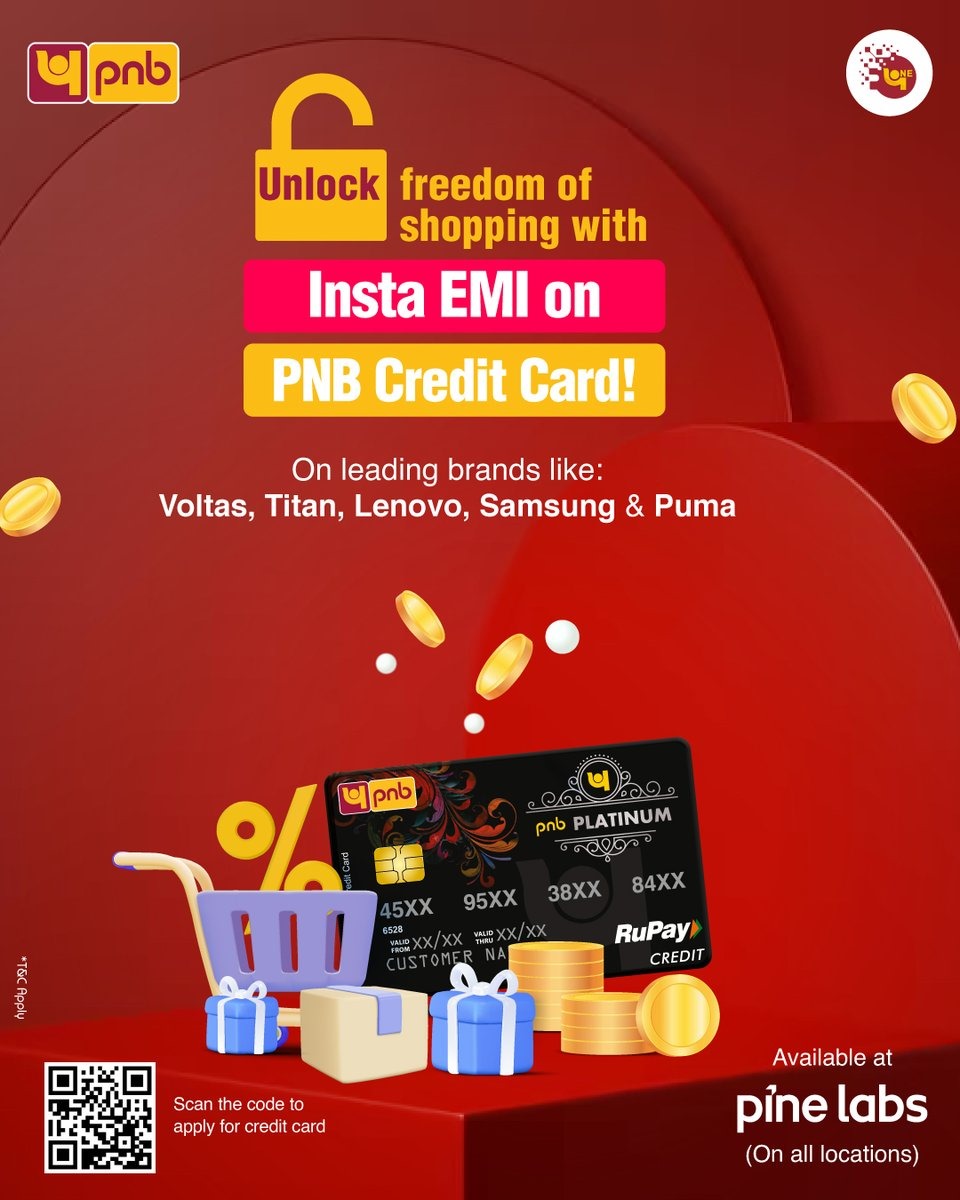 प pnb
प ONE
Unlock freedom of
shopping with
Insta EMI on
PNB Credit Card!
On leading brands like:
Voltas, Titan, Lenovo, Samsung & Puma
प pnb
प
pnb PLATINUM
45XX 95XX 38XX 84XX
6528
VALID FROM XX/XX VALID THRU XX/XX
CUSTOMER NA
RuPay
CREDIT
*T&C Apply
Scan the code to
apply for credit card
Available at
pine labs
(On all locations)